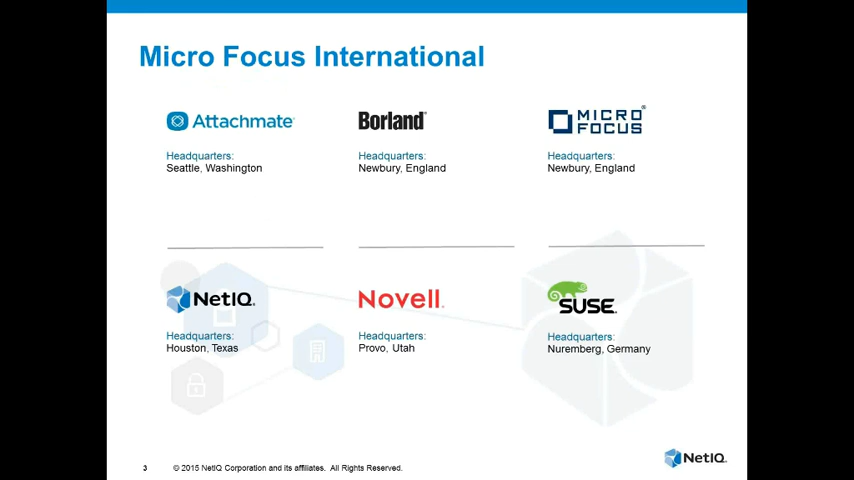 Micro Focus International
Attachmate
Headquarters:
Seattle, Washington
Borland®
Headquarters:
Newbury, England
MICRO
FOCUS®
Headquarters:
Newbury, England
NetIQ.
Headquarters:
Houston, Texas
Novell.
Headquarters:
Provo, Utah
SUSE.
Headquarters:
Nuremberg, Germany
3 © 2015 NetIQ Corporation and its affiliates. All Rights Reserved.
NetIQ.